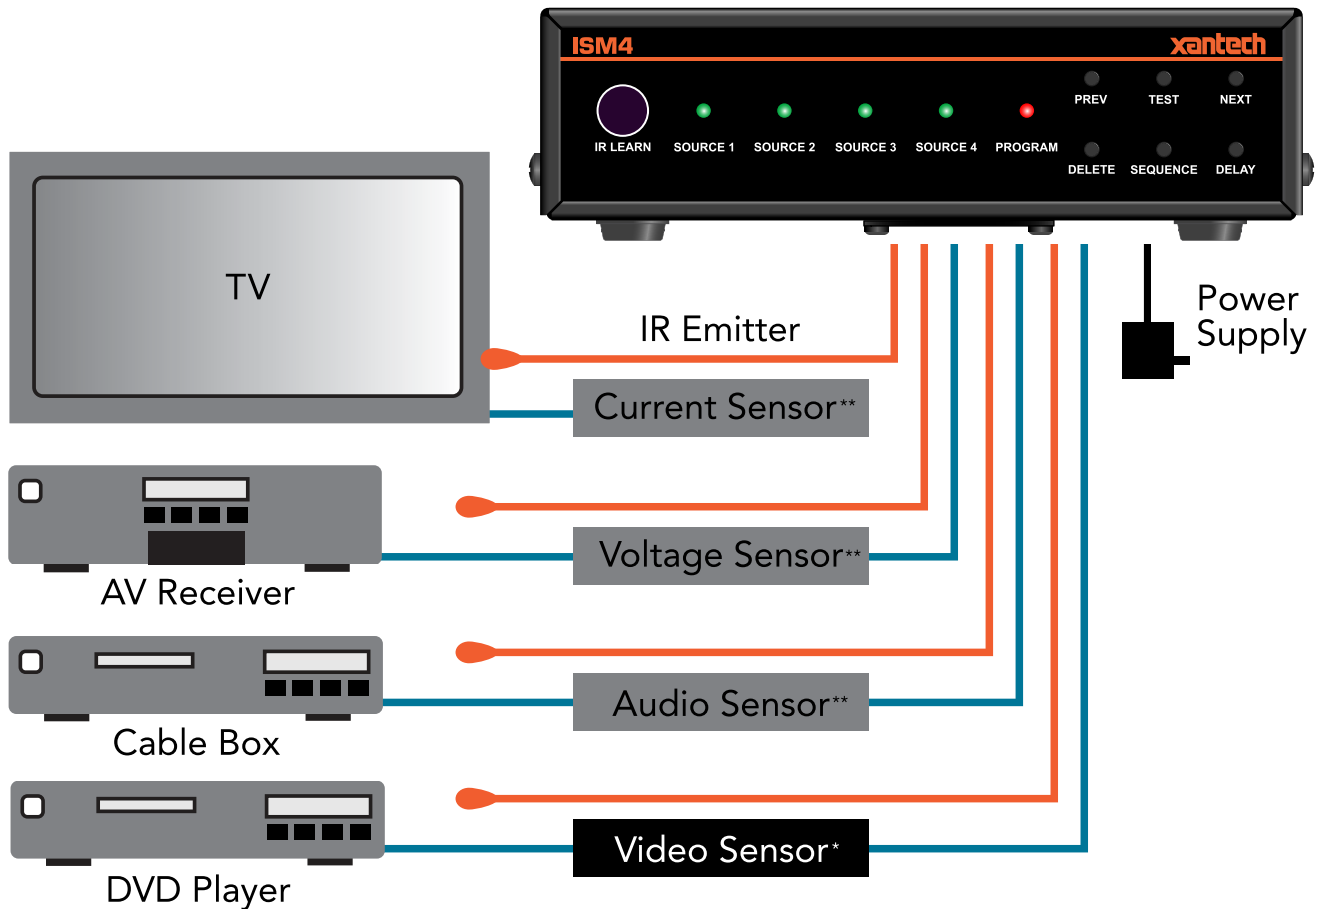 ISM4
xantech
PREV TEST NEXT
IR LEARN SOURCE 1 SOURCE 2 SOURCE 3 SOURCE 4 PROGRAM
DELETE SEQUENCE DELAY
TV
IR Emitter
Power
Supply
Current Sensor**
Voltage Sensor**
AV Receiver
Audio Sensor**
Cable Box
Video Sensor*
DVD Player